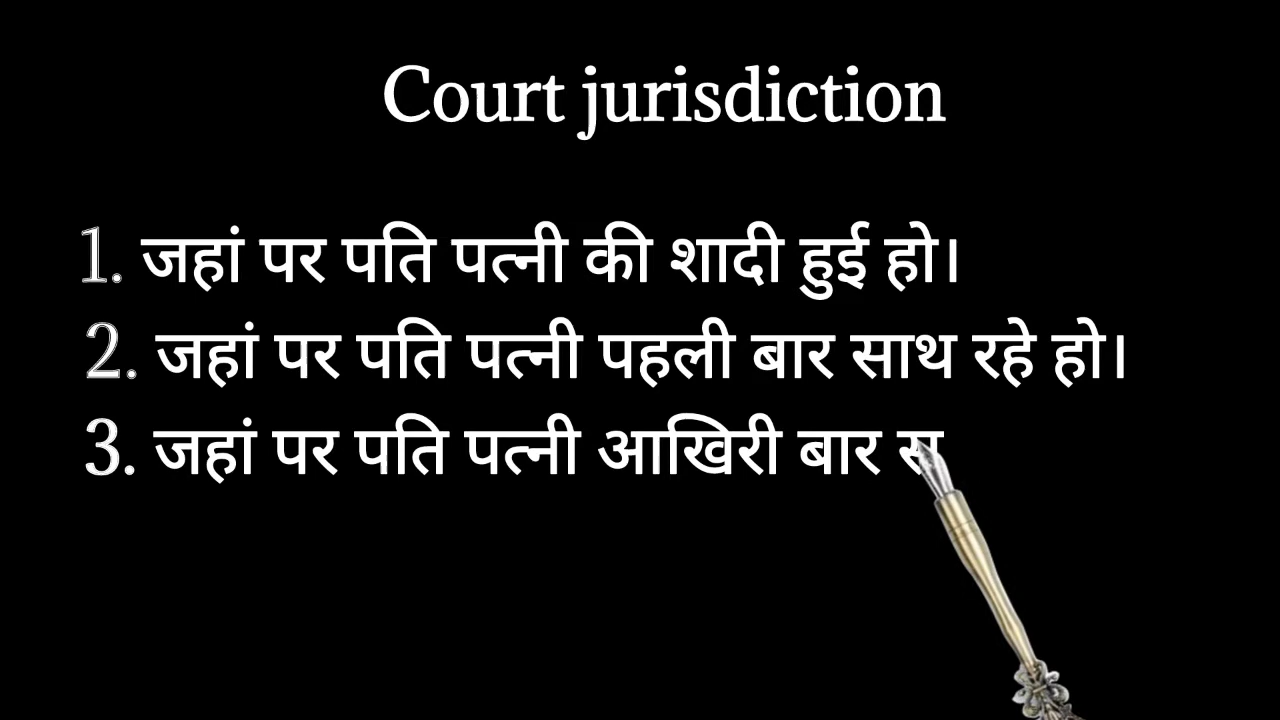 Court jurisdiction
1. जहां पर पति पत्नी की शादी हुई हो।
2. जहां पर पति पत्नी पहली बार साथ रहे हो।
3. जहां पर पति पत्नी आखिरी बार